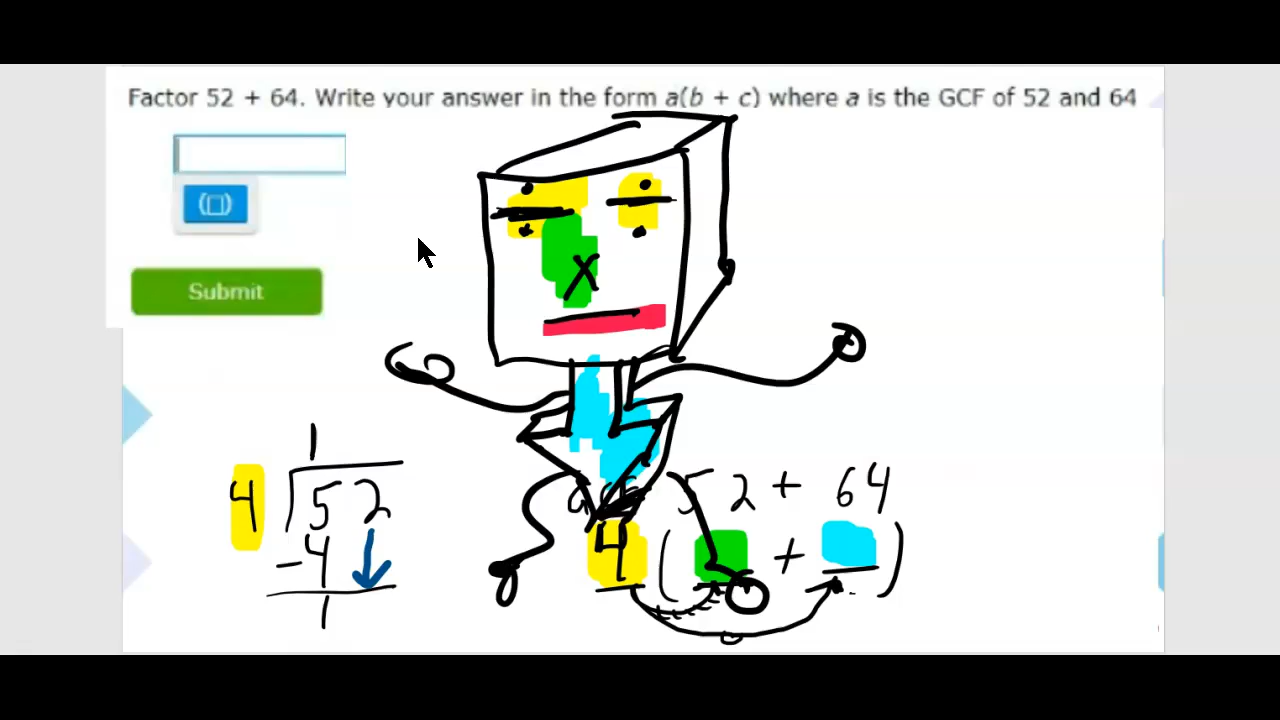 Factor 52 + 64. Write your answer in the form a(b + c) where a is the GCF of 52 and 64
(□)
Submit
X
1
4 52
-4
1
52 + 64
4 ( + )